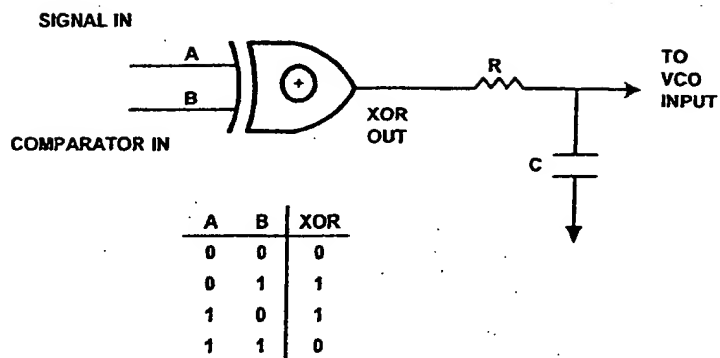 SIGNAL IN
A
B
COMPARATOR IN
+
XOR
OUT
R
C
TO
VCO
INPUT
A B XOR
0 0 0
0 1 1
1 0 1
1 1 0